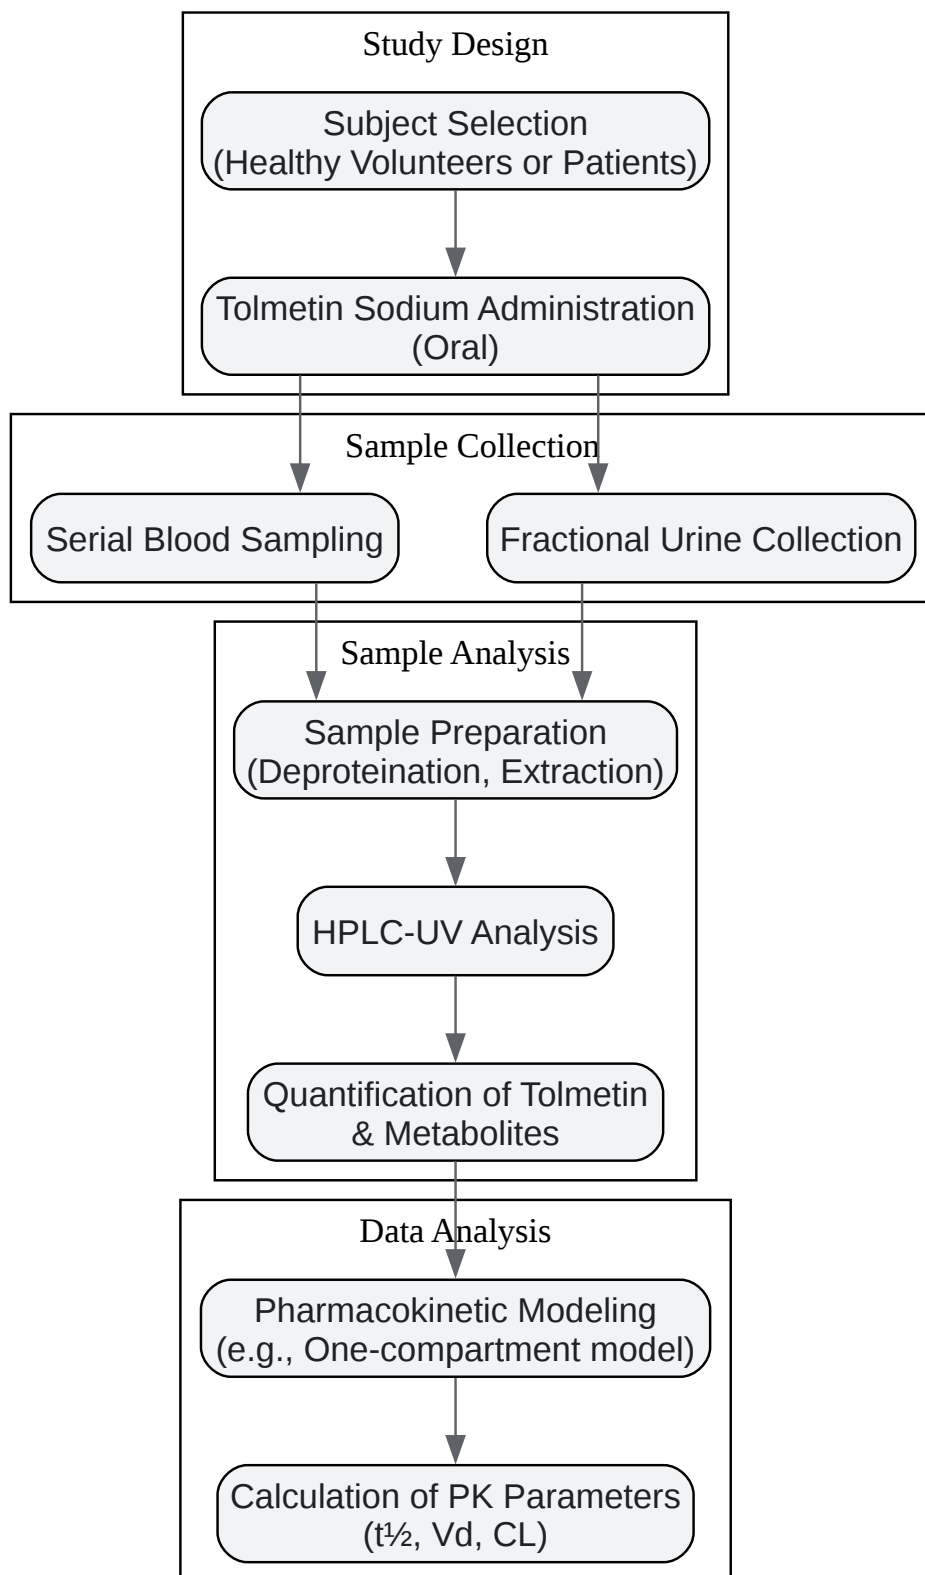 Study Design
Subject Selection
(Healthy Volunteers or Patients)
Tolmetin Sodium Administration
(Oral)
Sample Collection
Serial Blood Sampling
Fractional Urine Collection
Sample Analysis
Sample Preparation
(Deproteination, Extraction)
HPLC-UV Analysis
Quantification of Tolmetin
& Metabolites
Data Analysis
Pharmacokinetic Modeling
(e.g., One-compartment model)
Calculation of PK Parameters
(t½, Vd, CL)